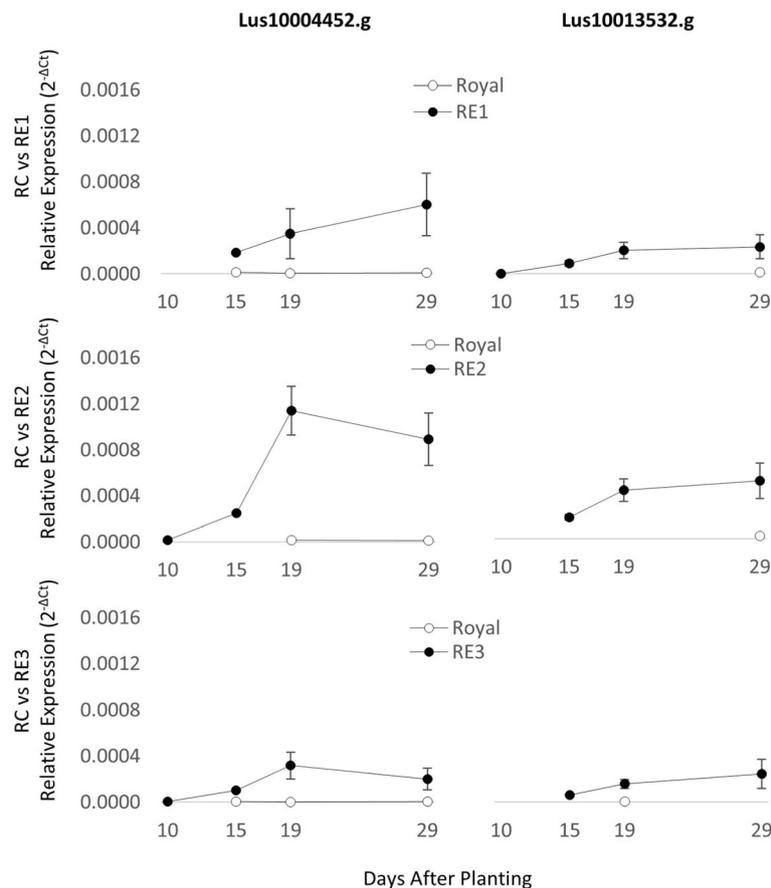 Lus10004452.g Lus10013532.g
RC vs RE1
Relative Expression (2-ΔCt)
0.0016
0.0012
0.0008
0.0004
0.0000
Royal
RE1
10 15 19 29 10 15 19 29
RC vs RE2
Relative Expression (2-ΔCt)
0.0016
0.0012
0.0008
0.0004
0.0000
Royal
RE2
10 15 19 29 10 15 19 29
RC vs RE3
Relative Expression (2-ΔCt)
0.0016
0.0012
0.0008
0.0004
0.0000
Royal
RE3
10 15 19 29 10 15 19 29
Days After Planting